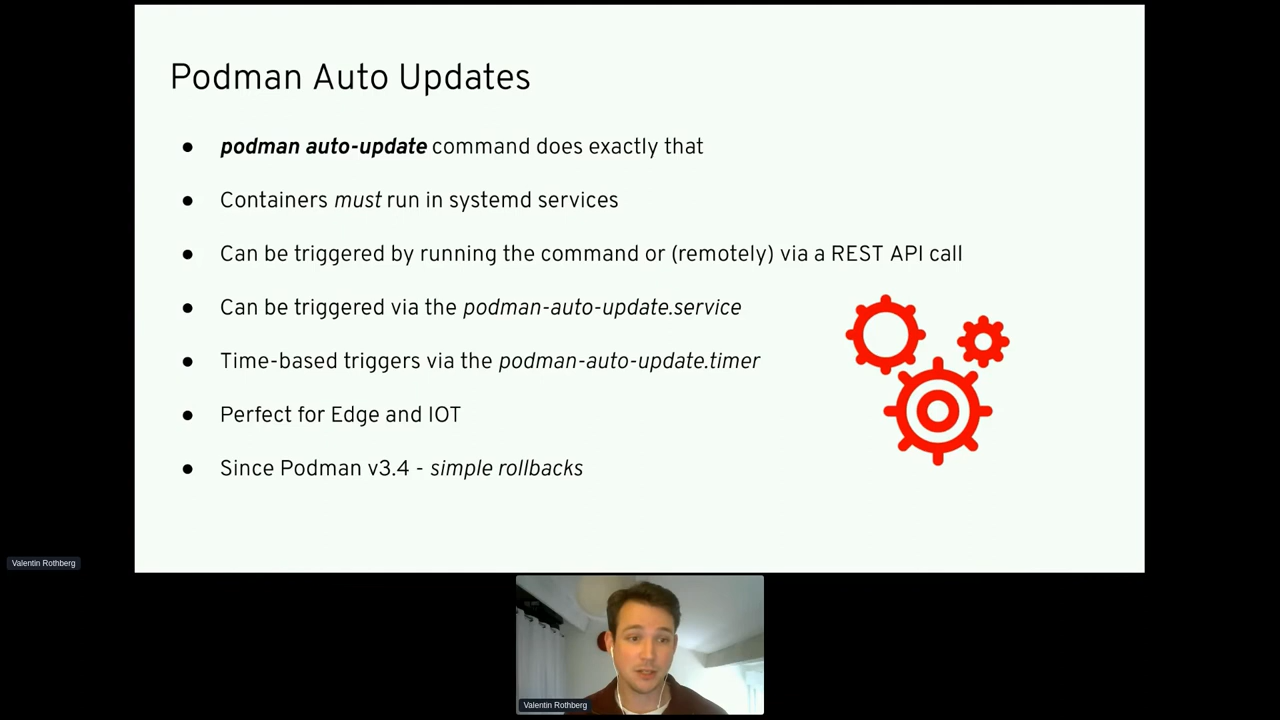 Podman Auto Updates
● podman auto-update command does exactly that
● Containers must run in systemd services
● Can be triggered by running the command or (remotely) via a REST API call
● Can be triggered via the podman-auto-update.service
● Time-based triggers via the podman-auto-update.timer
● Perfect for Edge and IOT
● Since Podman v3.4 - simple rollbacks
Valentin Rothberg
Valentin Rothberg